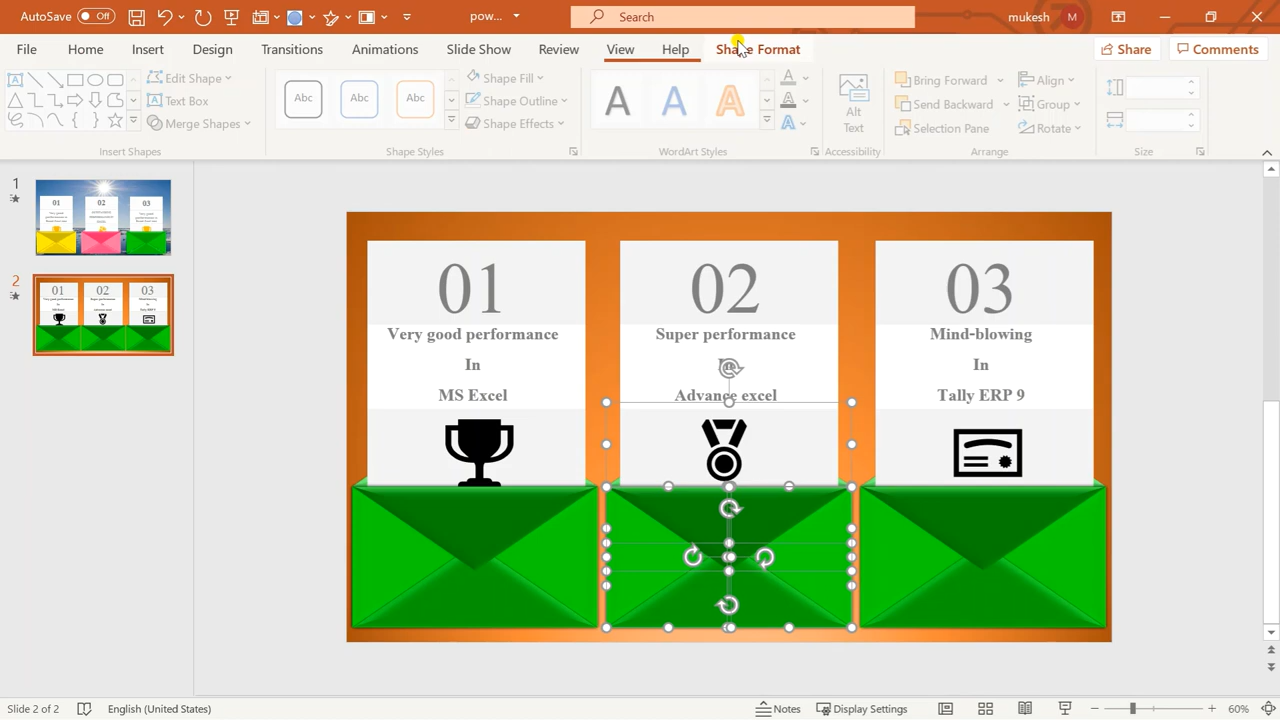 AutoSave Off
pow...
Search
mukesh M
File Home Insert Design Transitions Animations Slide Show Review View Help Shape Format
Share Comments
Edit Shape
Text Box
Merge Shapes
Insert Shapes
Abc Abc Abc
Shape Fill
Shape Outline
Shape Effects
Shape Styles
A A A
A
A
A
WordArt Styles
Alt
Text
Accessibility
Bring Forward
Send Backward
Selection Pane
Align
Group
Rotate
Arrange
Size
1
01 02 03
2
01 02 03
01
Very good performance
In
MS Excel
02
Super performance
Advance excel
03
Mind-blowing
In
Tally ERP 9
Slide 2 of 2
English (United States)
Notes
Display Settings
60%